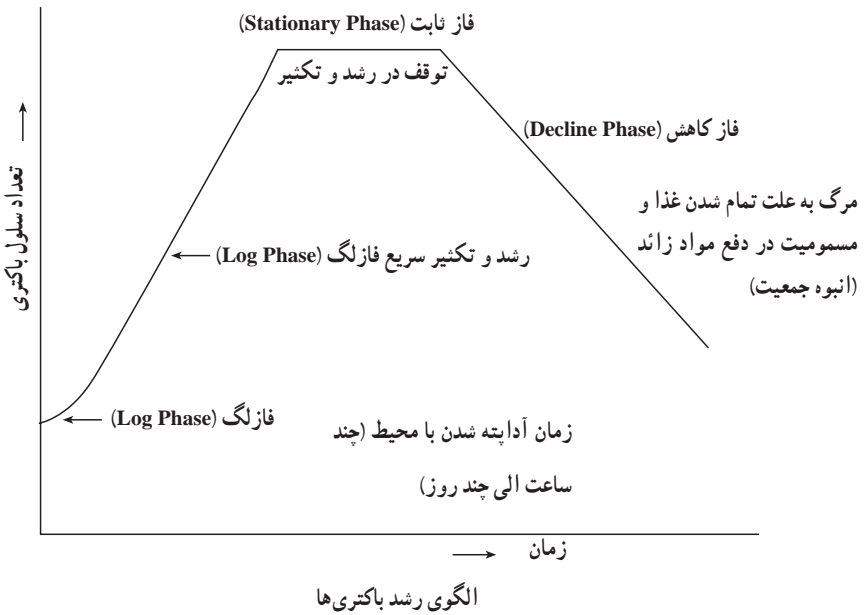 فاز ثابت (Stationary Phase)
توقف در رشد و تکثیر
فاز کاهش (Decline Phase)
مرگ به علت تمام شدن غذا و
مسمومیت در دفع مواد زائد
(انبوه جمعیت)
تعداد سلول باکتری
رشد و تکثیر سریع فازلگ (Log Phase)
فازلگ (Log Phase)
زمان آداپته شدن با محیط (چند
ساعت الی چند روز)
زمان
الگوی رشد باکتری‌ها